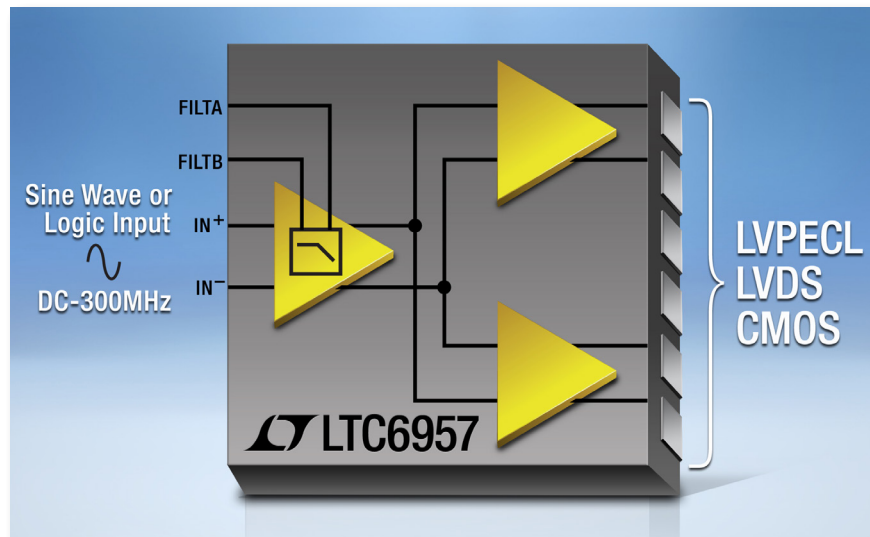 FILTA
FILTB
Sine Wave or
Logic Input
DC-300MHz
IN+
IN−
LTC6957
LVPECL
LVDS
CMOS